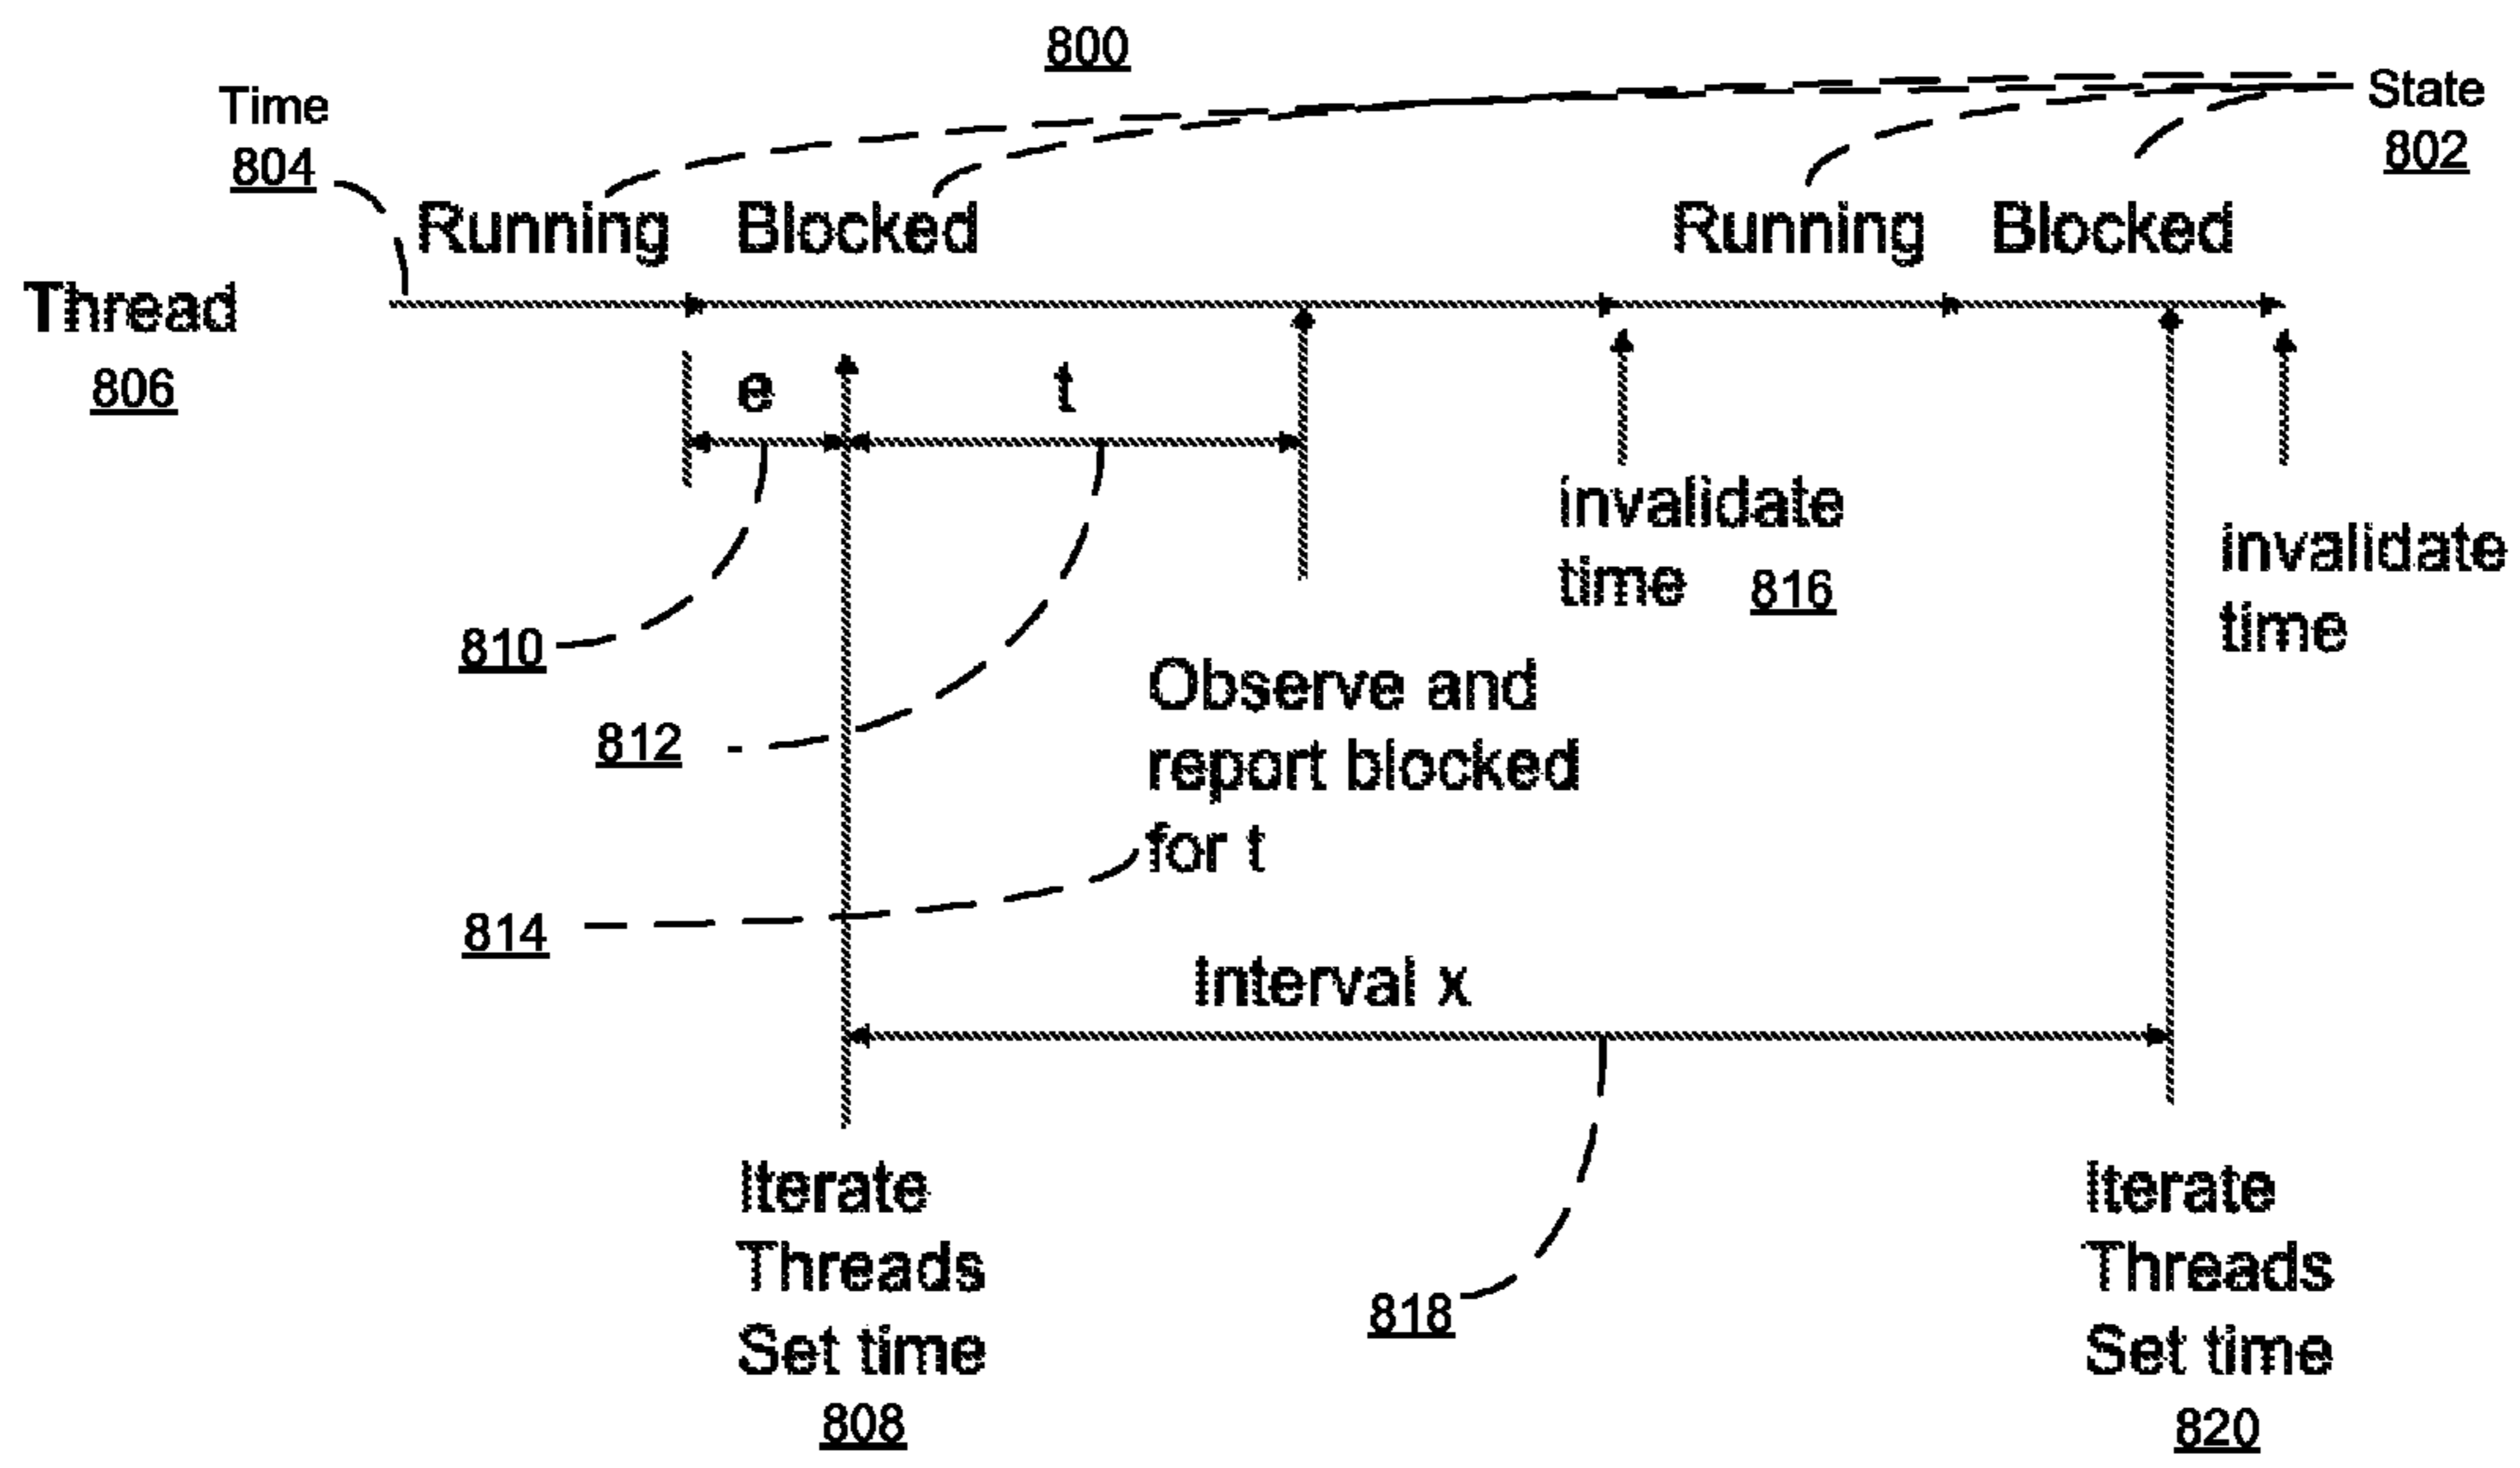 800
Time
804
State
802
Running Blocked
Running Blocked
Thread
806
e
t
invalidate
time 816
invalidate
time
810
812
Observe and
report blocked
for t
814
Interval x
818
Iterate
Threads
Set time
808
Iterate
Threads
Set time
820